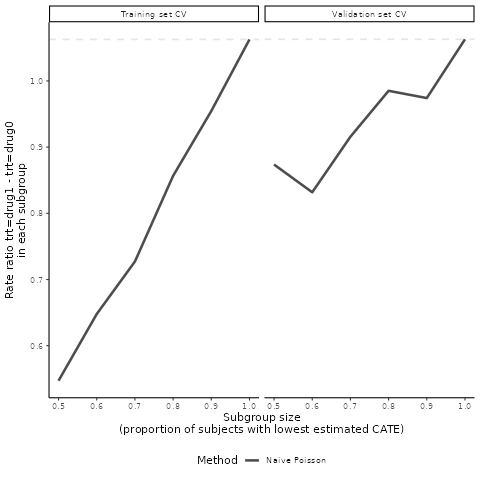 Training set CV
Validation set CV
Rate ratio trt=drug1 - trt=drug0
in each subgroup
1.0
0.9
0.8
0.7
0.6
0.5 0.6 0.7 0.8 0.9 1.0
0.5 0.6 0.7 0.8 0.9 1.0
Subgroup size
(proportion of subjects with lowest estimated CATE)
Method Naive Poisson